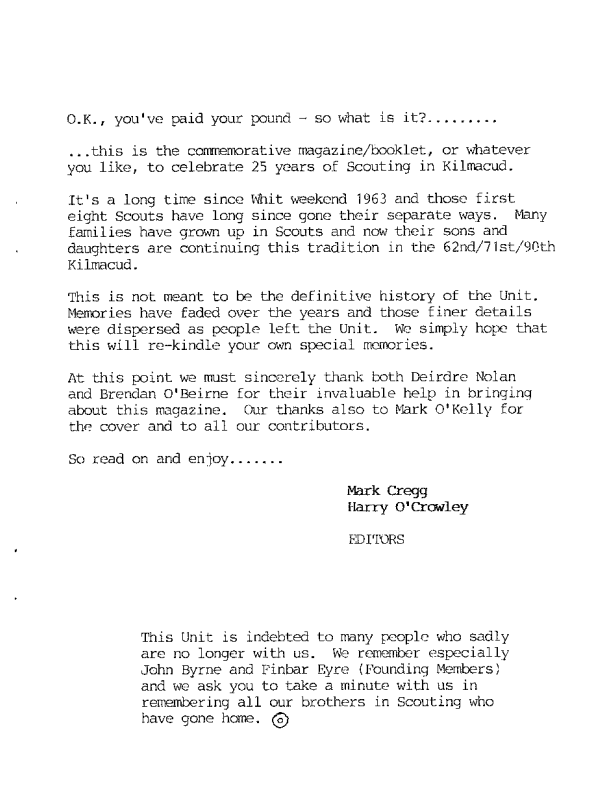 O.K., you've paid your pound - so what is it?.........
...this is the commemorative magazine/booklet, or whatever
you like, to celebrate 25 years of Scouting in Kilmacud.
It's a long time since Whit weekend 1963 and those first
eight Scouts have long since gone their separate ways. Many
families have grown up in Scouts and now their sons and
daughters are continuing this tradition in the 62nd/71st/90th
Kilmacud.
This is not meant to be the definitive history of the Unit.
Memories have faded over the years and those finer details
were dispersed as people left the Unit. We simply hope that
this will re-kindle your own special memories.
At this point we must sincerely thank both Deirdre Nolan
and Brendan O'Beirne for their invaluable help in bringing
about this magazine. Our thanks also to Mark O'Kelly for
the cover and to all our contributors.
So read on and enjoy.......
Mark Cregg
Harry O'Crowley
EDITORS
This Unit is indebted to many people who sadly
are no longer with us. We remember especially
John Byrne and Finbar Eyre (Founding Members)
and we ask you to take a minute with us in
remembering all our brothers in Scouting who
have gone home.